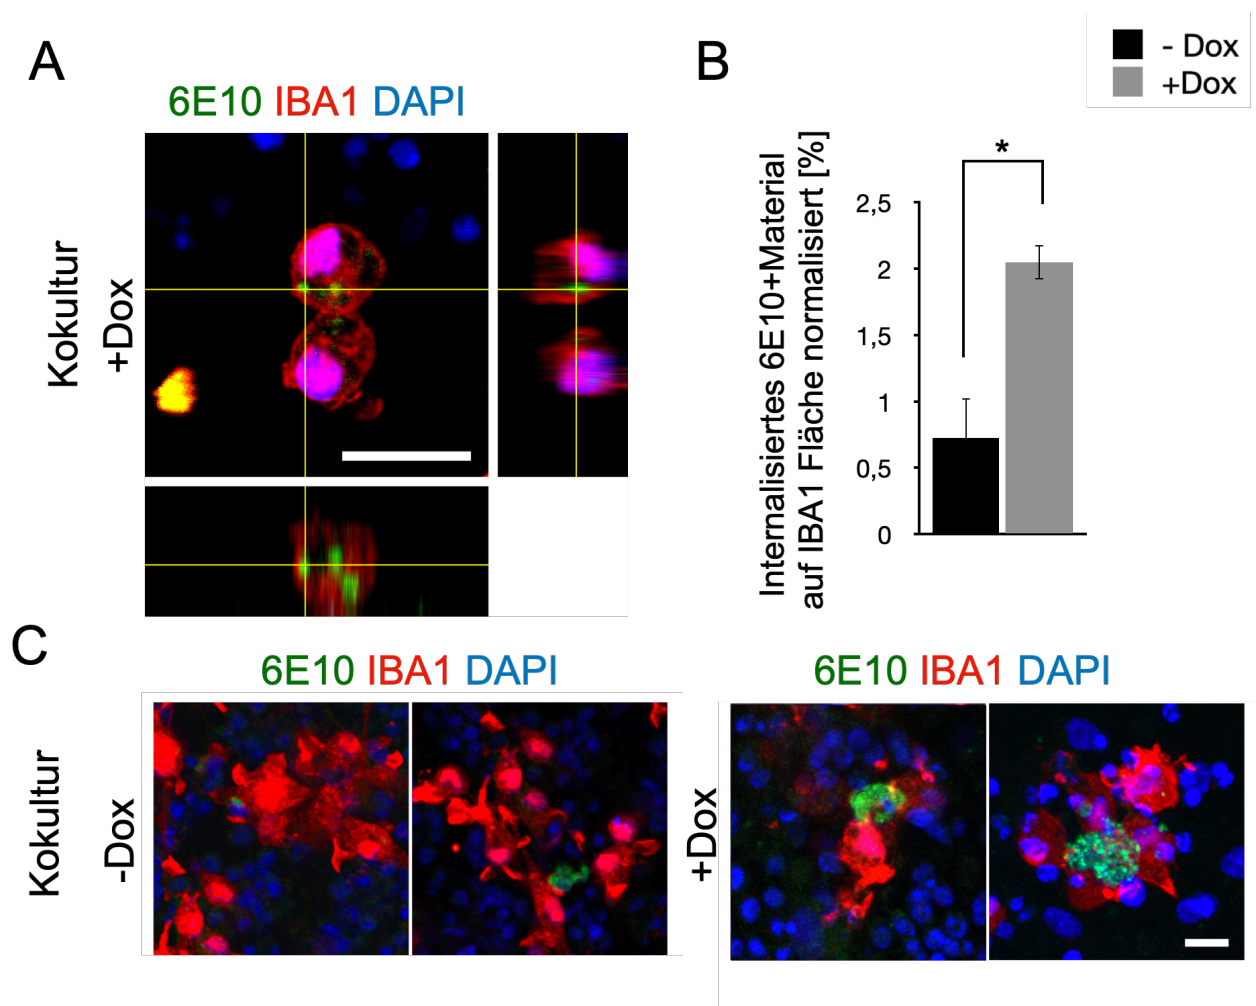 A
6E10 IBA1 DAPI
Kokultur
+Dox
B
- Dox
+Dox
Internalisiertes 6E10+Material
auf IBA1 Fläche normalisiert [%]
*
2,5
2
1,5
1
0,5
0
C
6E10 IBA1 DAPI
6E10 IBA1 DAPI
Kokultur
-Dox
+Dox